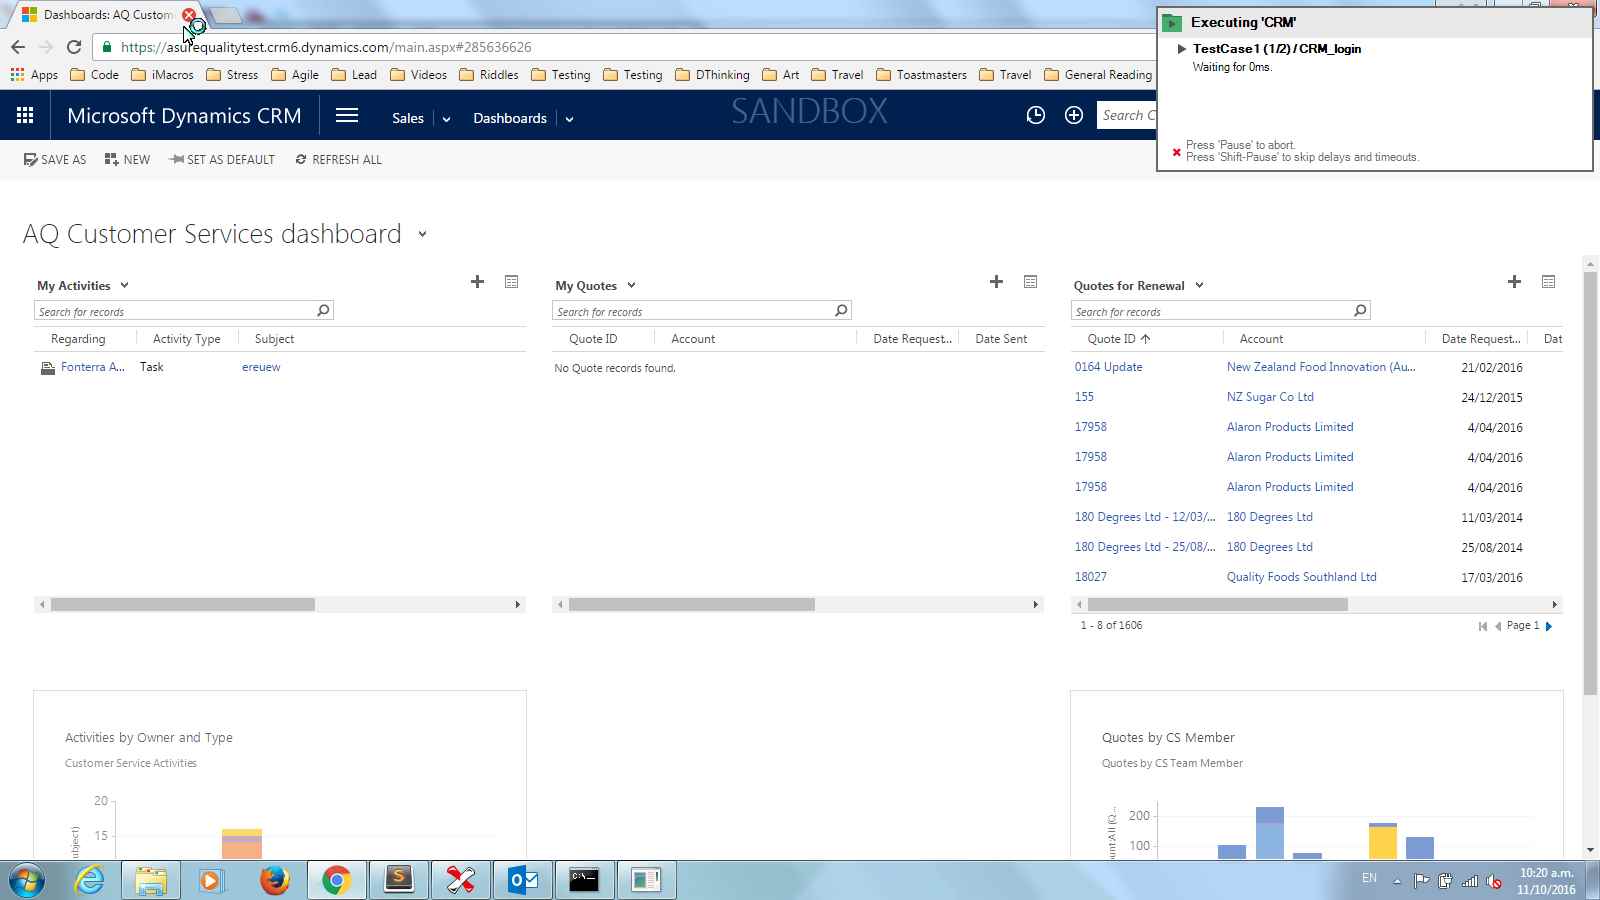 Dashboards: AQ Custom
https://asurequalitytest.crm6.dynamics.com/main.aspx#285636626
Apps Code iMacros Stress Agile Lead Videos Riddles Testing Testing DThinking Art Travel Toastmasters Travel General Reading
Executing 'CRM'
TestCase1 (1/2) / CRM_login
Waiting for 0ms.
Press 'Pause' to abort.
Press 'Shift-Pause' to skip delays and timeouts.
Microsoft Dynamics CRM Sales Dashboards SANDBOX Search C
SAVE AS NEW SET AS DEFAULT REFRESH ALL
AQ Customer Services dashboard
My Activities
Search for records
Regarding Activity Type Subject
Fonterra A... Task ereuew
My Quotes
Search for records
Quote ID Account Date Request... Date Sent
No Quote records found.
Quotes for Renewal
Search for records
Quote ID Account Date Request... Dat
0164 Update New Zealand Food Innovation (Au... 21/02/2016
155 NZ Sugar Co Ltd 24/12/2015
17958 Alaron Products Limited 4/04/2016
17958 Alaron Products Limited 4/04/2016
17958 Alaron Products Limited 4/04/2016
180 Degrees Ltd - 12/03/... 180 Degrees Ltd 11/03/2014
180 Degrees Ltd - 25/08/... 180 Degrees Ltd 25/08/2014
18027 Quality Foods Southland Ltd 17/03/2016
1 - 8 of 1606 Page 1
Activities by Owner and Type
Customer Service Activities
20
15
ubject)
Quotes by CS Member
Quotes by CS Team Member
200
100
ount:All (Q...
EN
10:20 a.m.
11/10/2016